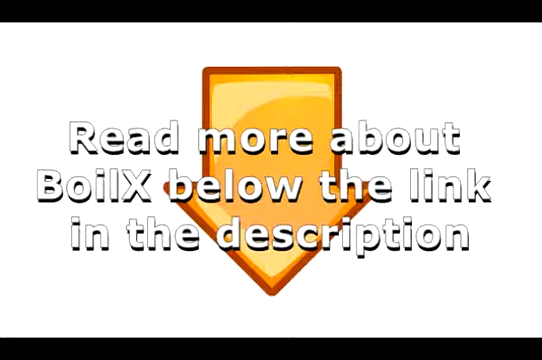 Read more about
BoilX below the link
in the description